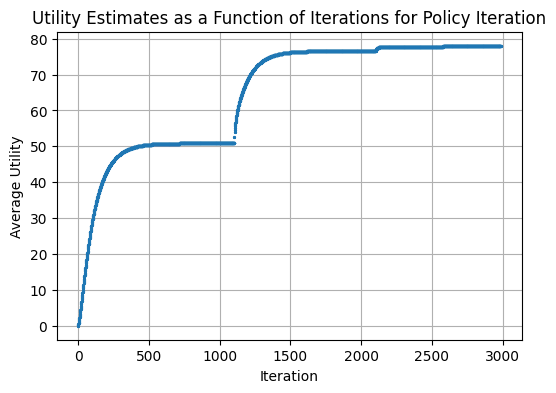 Utility Estimates as a Function of Iterations for Policy Iteration
80
70
60
50
40
30
20
10
0
Average Utility
0 500 1000 1500 2000 2500 3000
Iteration